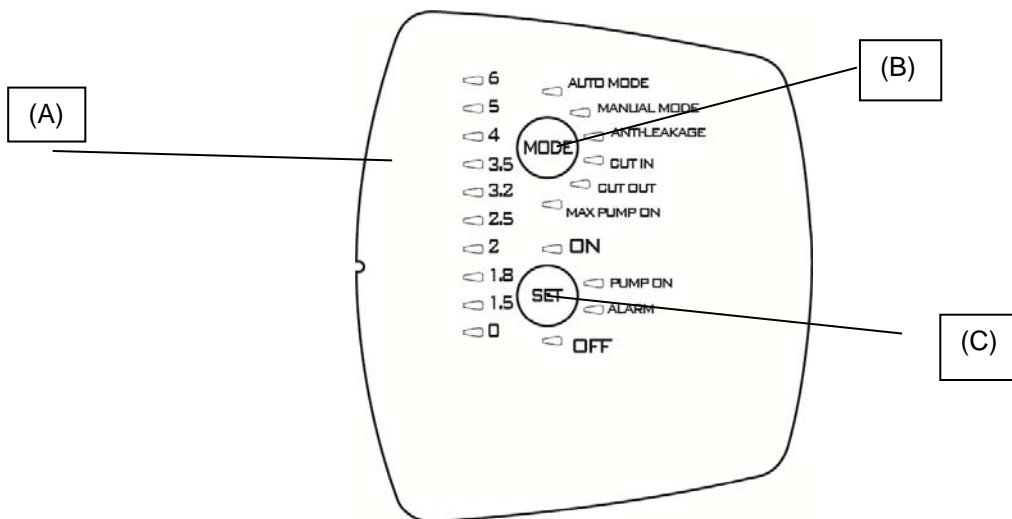 (A)
(B)
(C)
6
5
4
3.5
3.2
2.5
2
1.8
1.5
0
AUTO MODE
MANUAL MODE
ANTI-LEAKAGE
MODE
CUT IN
CUT OUT
MAX PUMP ON
ON
PUMP ON
SET
ALARM
OFF